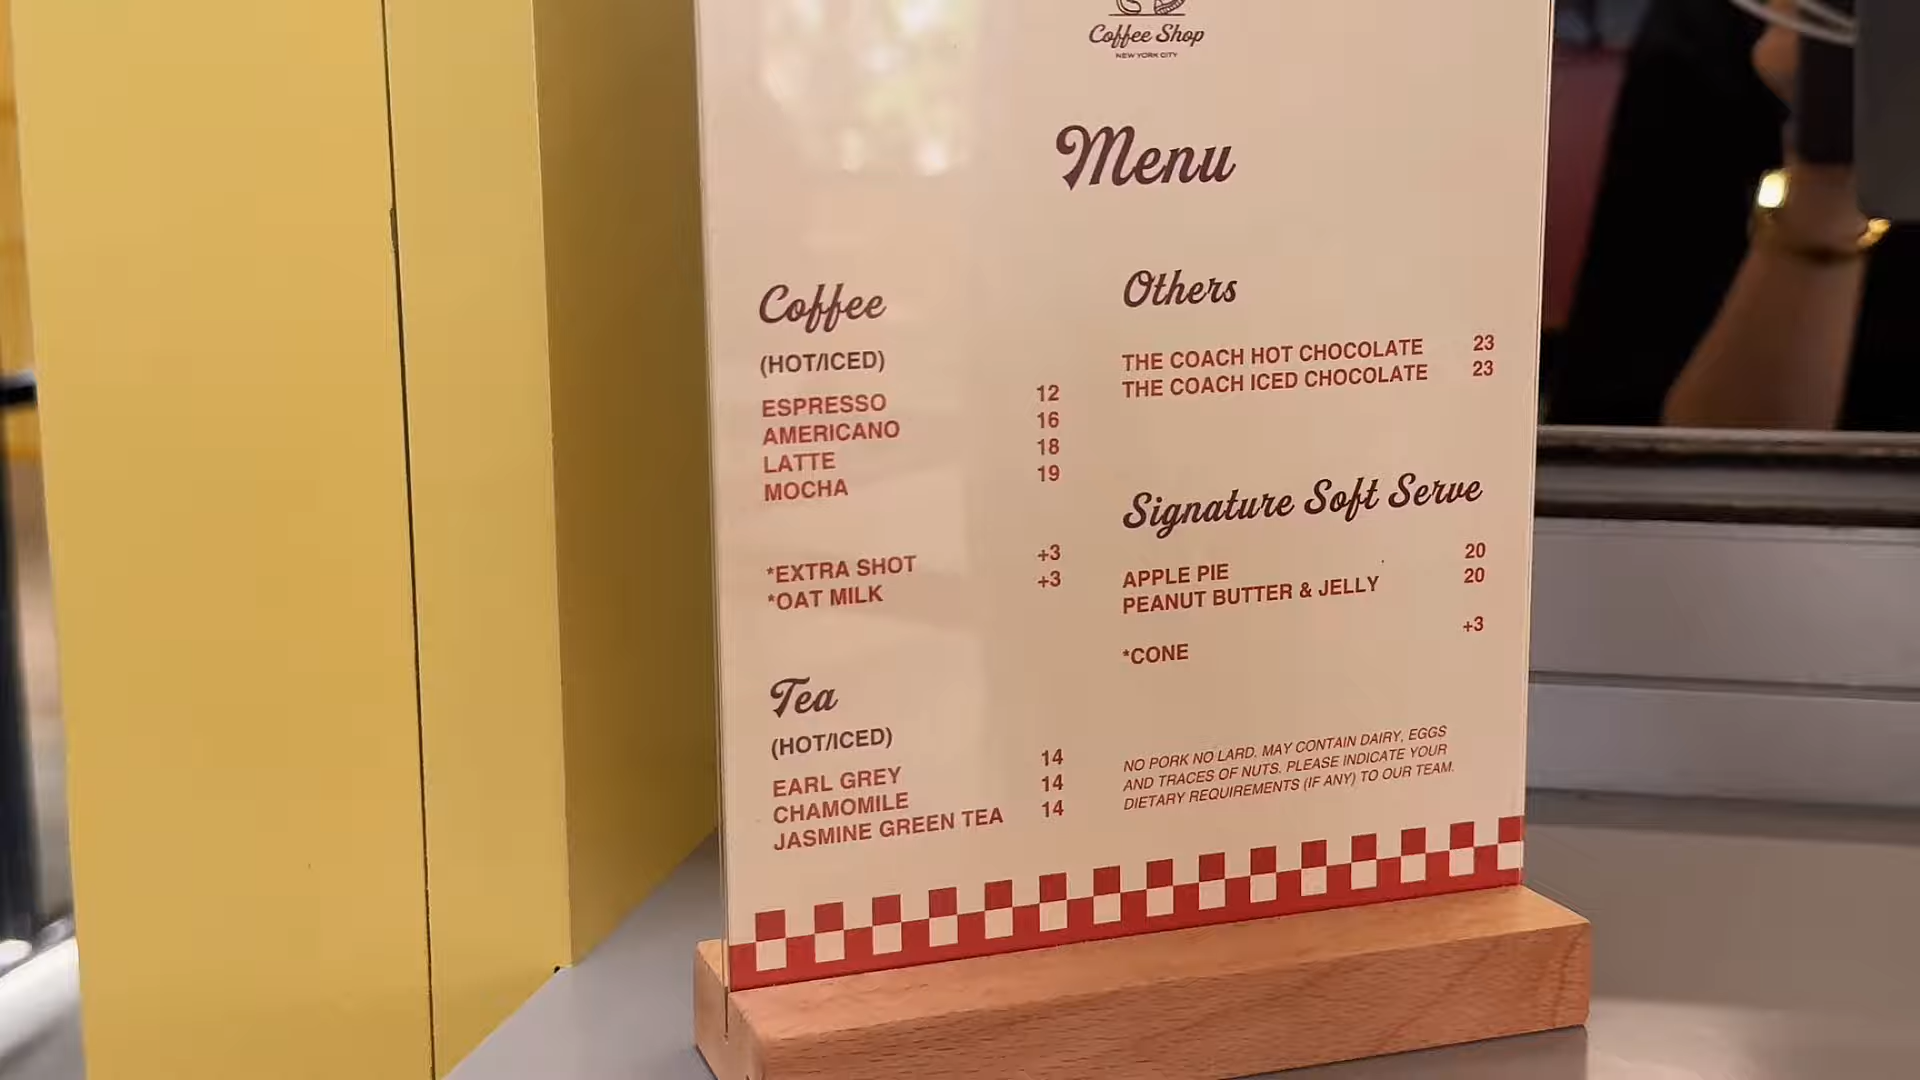 Coffee Shop
NEW YORK CITY
Menu
Coffee
(HOT/ICED)
ESPRESSO 12
AMERICANO 16
LATTE 18
MOCHA 19
*EXTRA SHOT +3
*OAT MILK +3
Tea
(HOT/ICED)
EARL GREY 14
CHAMOMILE 14
JASMINE GREEN TEA 14
Others
THE COACH HOT CHOCOLATE 23
THE COACH ICED CHOCOLATE 23
Signature Soft Serve
APPLE PIE 20
PEANUT BUTTER & JELLY 20
*CONE +3
NO PORK NO LARD. MAY CONTAIN DAIRY, EGGS
AND TRACES OF NUTS. PLEASE INDICATE YOUR
DIETARY REQUIREMENTS (IF ANY) TO OUR TEAM.